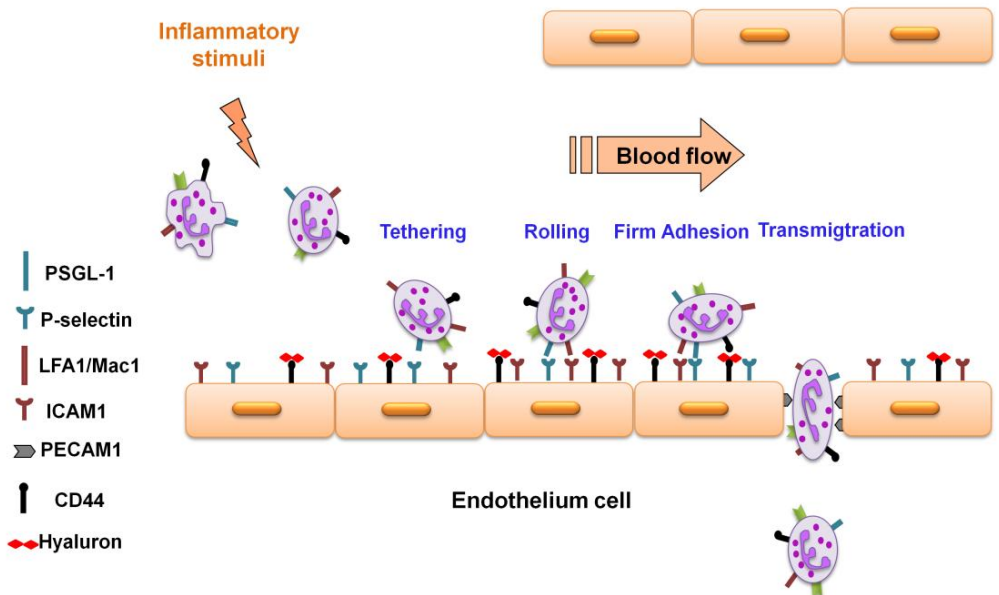 Inflammatory
stimuli
Blood flow
Tethering
Rolling
Firm Adhesion
Transmigtration
PSGL-1
P-selectin
LFA1/Mac1
ICAM1
PECAM1
CD44
Hyaluron
Endothelium cell